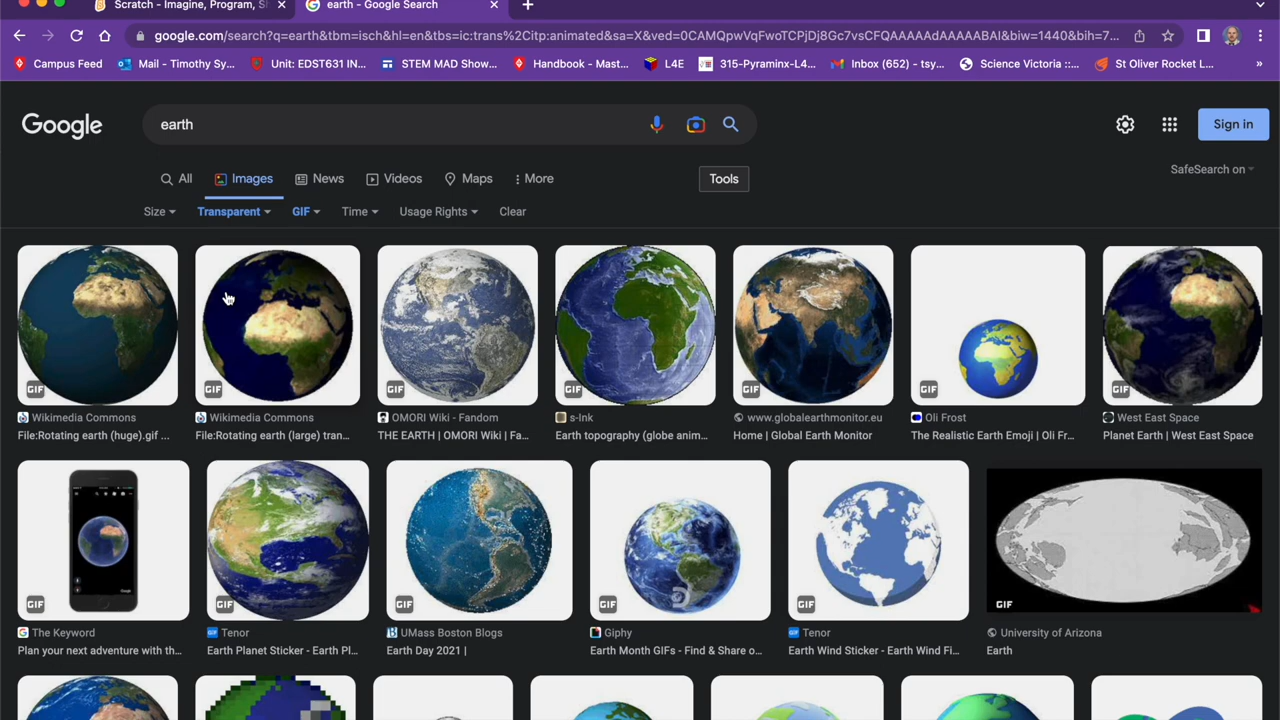 Scratch - Imagine, Program, S
earth - Google Search
google.com/search?q=earth&tbm=isch&hl=en&tbs=ic:trans%2Citp:animated&sa=X&ved=0CAMQpwVqFwoTCPjDj8Gc7vsCFQAAAAAdAAAAABAI&biw=1440&bih=7...
Campus Feed
Mail - Timothy Sy...
Unit: EDST631 IN...
STEM MAD Show...
Handbook - Mast...
L4E
315-Pyraminx-L4...
Inbox (652) - tsy...
Science Victoria ::...
St Oliver Rocket L...
»
Google
earth
Sign in
All
Images
News
Videos
Maps
More
Tools
SafeSearch on
Size
Transparent
GIF
Time
Usage Rights
Clear
GIF
GIF
GIF
GIF
GIF
GIF
GIF
Wikimedia Commons
File:Rotating earth (huge).gif ...
Wikimedia Commons
File:Rotating earth (large) tran...
OMORI Wiki - Fandom
THE EARTH | OMORI Wiki | Fa...
s-Ink
Earth topography (globe anim...
www.globalearthmonitor.eu
Home | Global Earth Monitor
Oli Frost
The Realistic Earth Emoji | Oli Fr...
West East Space
Planet Earth | West East Space
Google
GIF
GIF
GIF
GIF
GIF
GIF
The Keyword
Plan your next adventure with th...
Tenor
Earth Planet Sticker - Earth Pl...
UMass Boston Blogs
Earth Day 2021 |
Giphy
Earth Month GIFs - Find & Share o...
Tenor
Earth Wind Sticker - Earth Wind Fi...
University of Arizona
Earth